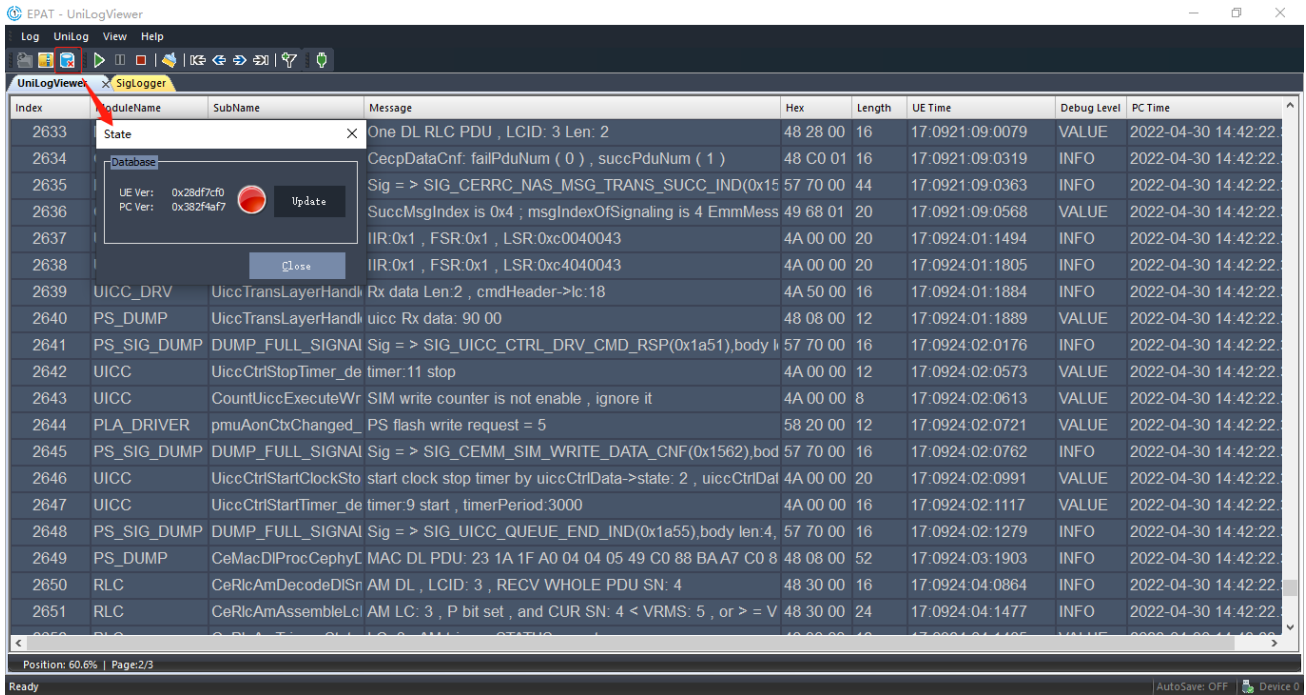 EPAT - UniLogViewer
Log UniLog View Help
UniLogViewer SigLogger
Index ModuleName SubName Message Hex Length UE Time Debug Level PC Time
State
Database
UE Ver: 0x28df7cf0
PC Ver: 0x382f4af7
Update
Close
2633 One DL RLC PDU , LCID: 3 Len: 2 48 28 00 16 17:0921:09:0079 VALUE 2022-04-30 14:42:22.
2634 CecpDataCnf: failPduNum ( 0 ) , succPduNum ( 1 ) 48 C0 01 16 17:0921:09:0319 INFO 2022-04-30 14:42:22.
2635 Sig = > SIG_CERRC_NAS_MSG_TRANS_SUCC_IND(0x15 57 70 00 44 17:0921:09:0363 INFO 2022-04-30 14:42:22.
2636 SuccMsgIndex is 0x4 ; msgIndexOfSignaling is 4 EmmMess 49 68 01 20 17:0921:09:0568 VALUE 2022-04-30 14:42:22.
2637 IIR:0x1 , FSR:0x1 , LSR:0xc0040043 4A 00 00 20 17:0924:01:1494 INFO 2022-04-30 14:42:22.
2638 IIR:0x1 , FSR:0x1 , LSR:0xc4040043 4A 00 00 20 17:0924:01:1805 INFO 2022-04-30 14:42:22.
2639 UICC_DRV UiccTransLayerHandl Rx data Len:2 , cmdHeader->lc:18 4A 50 00 16 17:0924:01:1884 INFO 2022-04-30 14:42:22.
2640 PS_DUMP UiccTransLayerHandl uicc Rx data: 90 00 48 08 00 12 17:0924:01:1889 VALUE 2022-04-30 14:42:22.
2641 PS_SIG_DUMP DUMP_FULL_SIGNAL Sig = > SIG_UICC_CTRL_DRV_CMD_RSP(0x1a51),body l 57 70 00 16 17:0924:02:0176 INFO 2022-04-30 14:42:22.
2642 UICC UiccCtrlStopTimer_de timer:11 stop 4A 00 00 12 17:0924:02:0573 VALUE 2022-04-30 14:42:22.
2643 UICC CountUiccExecuteWr SIM write counter is not enable , ignore it 4A 00 00 8 17:0924:02:0613 VALUE 2022-04-30 14:42:22.
2644 PLA_DRIVER pmuAonCtxChanged_ PS flash write request = 5 58 20 00 12 17:0924:02:0721 VALUE 2022-04-30 14:42:22.
2645 PS_SIG_DUMP DUMP_FULL_SIGNAL Sig = > SIG_CEMM_SIM_WRITE_DATA_CNF(0x1562),bod 57 70 00 16 17:0924:02:0762 INFO 2022-04-30 14:42:22.
2646 UICC UiccCtrlStartClockSto start clock stop timer by uiccCtrlData->state: 2 , uiccCtrlDat 4A 00 00 20 17:0924:02:0991 VALUE 2022-04-30 14:42:22.
2647 UICC UiccCtrlStartTimer_de timer:9 start , timerPeriod:3000 4A 00 00 16 17:0924:02:1117 VALUE 2022-04-30 14:42:22.
2648 PS_SIG_DUMP DUMP_FULL_SIGNAL Sig = > SIG_UICC_QUEUE_END_IND(0x1a55),body len:4, 57 70 00 16 17:0924:02:1279 INFO 2022-04-30 14:42:22.
2649 PS_DUMP CeMacDlProcCephyD MAC DL PDU: 23 1A 1F A0 04 04 05 49 C0 88 BA A7 C0 8 48 08 00 52 17:0924:03:1903 INFO 2022-04-30 14:42:22.
2650 RLC CeRlcAmDecodeDlSn AM DL , LCID: 3 , RECV WHOLE PDU SN: 4 48 30 00 16 17:0924:04:0864 INFO 2022-04-30 14:42:22.
2651 RLC CeRlcAmAssembleLcl AM LC: 3 , P bit set , and CUR SN: 4 < VRMS: 5 , or > = V 48 30 00 24 17:0924:04:1477 INFO 2022-04-30 14:42:22.
Position: 60.6% | Page:2/3
Ready AutoSave: OFF Device 0